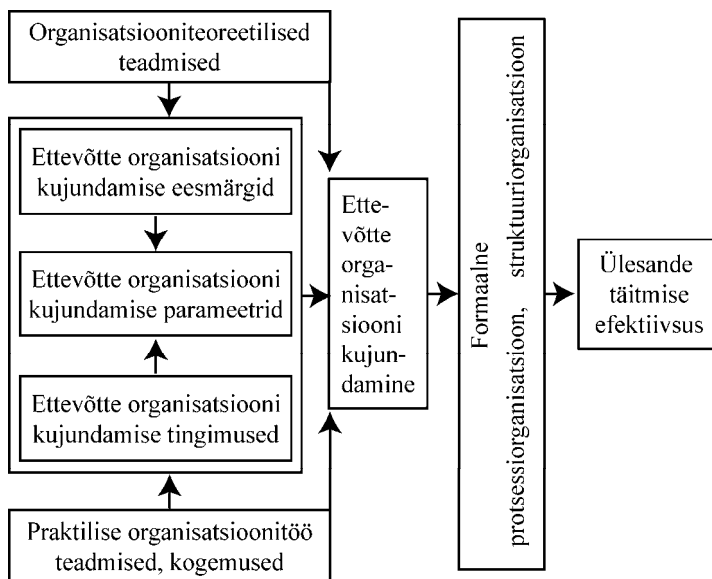 Organisatsiooniteoreetilised
teadmised
Ettevõtte organisatsiooni
kujundamise eesmärgid
Ettevõtte organisatsiooni
kujundamise parameetrid
Ettevõtte organisatsiooni
kujundamise tingimused
Praktilise organisatsioonitöö
teadmised, kogemused
Ette-
võtte
orga-
nisat-
siooni
kujun-
damine
Formaalne
protsessiorganisatsioon, struktuuriorganisatsioon
Ülesande
täitmise
efektiivsus